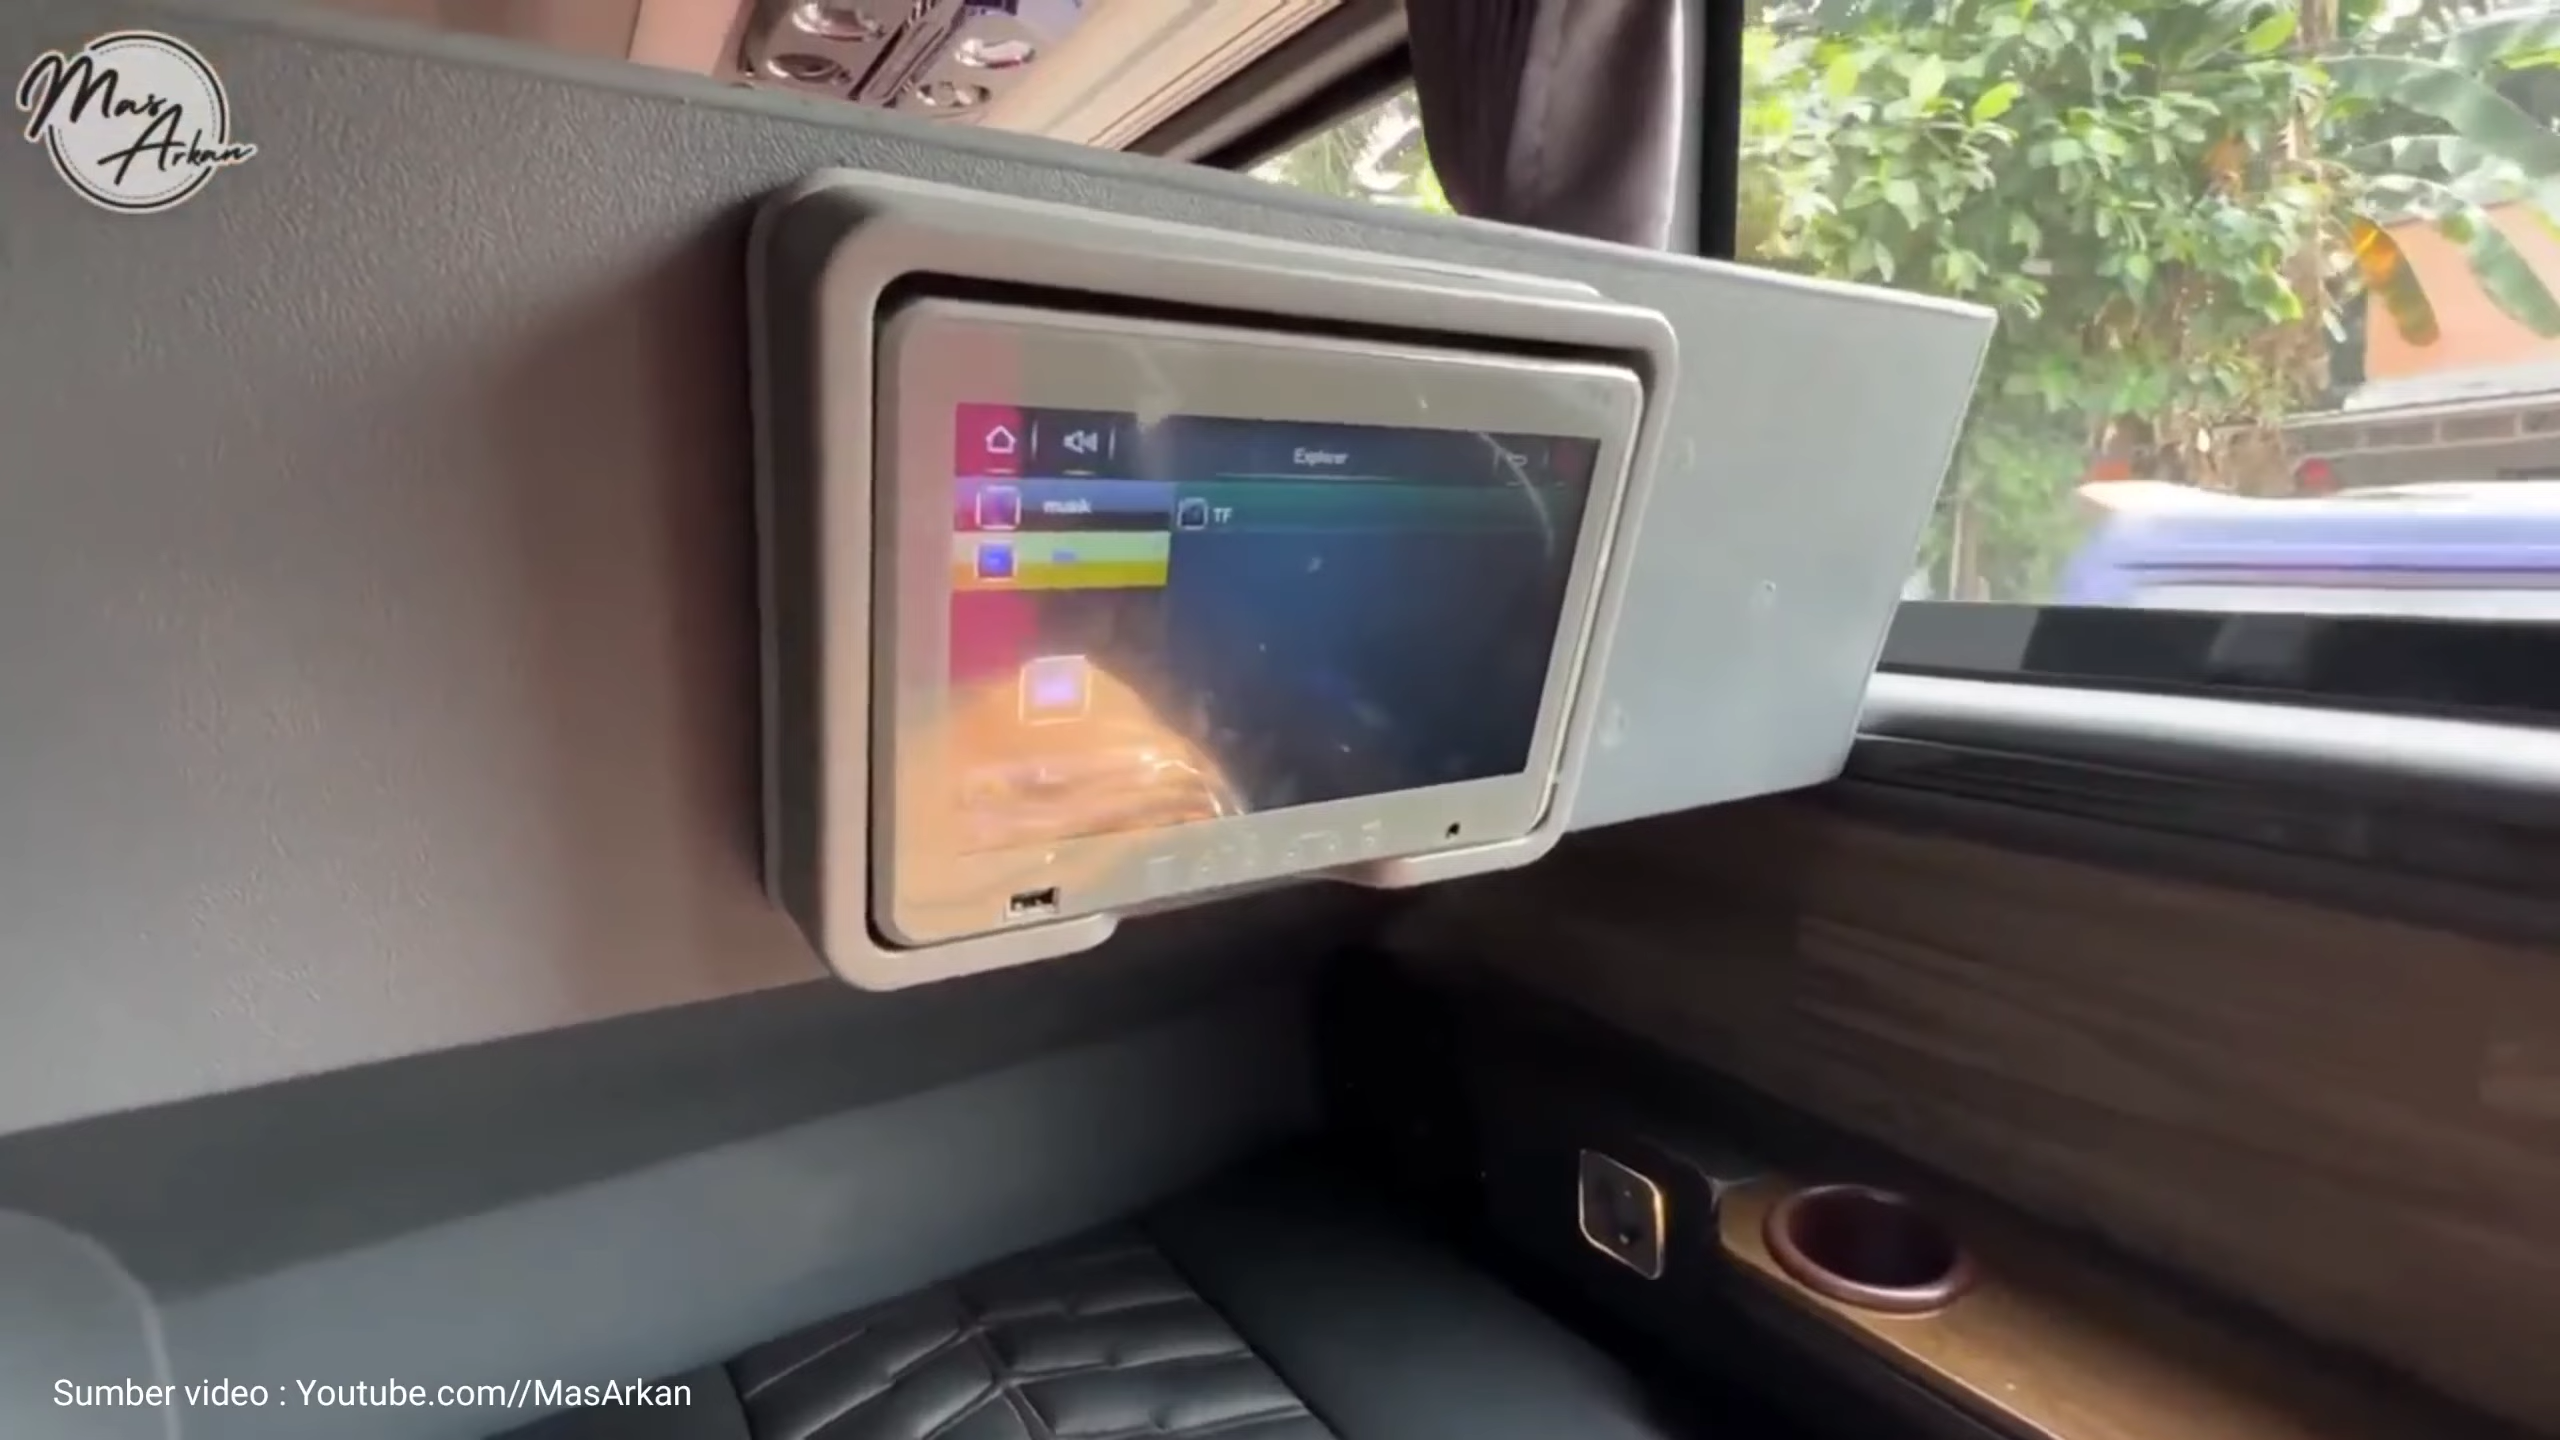 Mas
Arkan
Explorer
musik
TF
Sumber video : Youtube.com//MasArkan